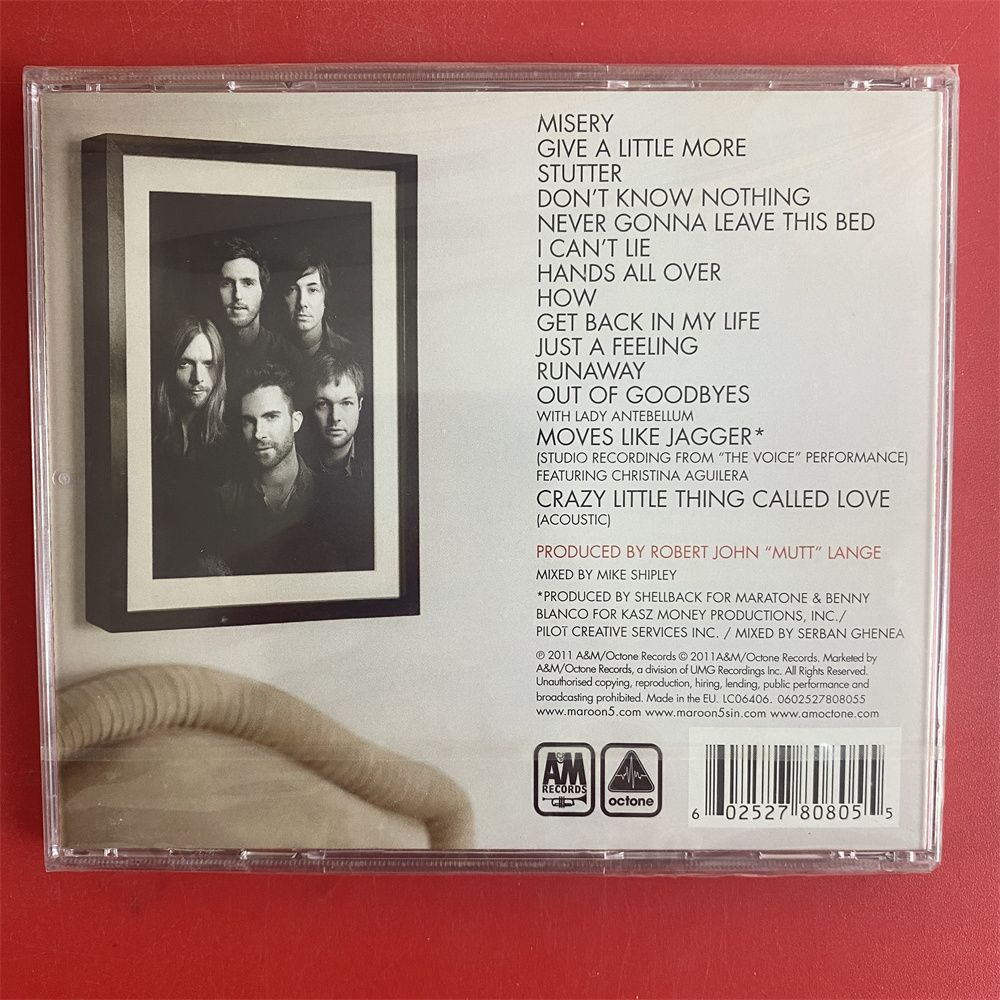 MISERY
GIVE A LITTLE MORE
STUTTER
DON'T KNOW NOTHING
NEVER GONNA LEAVE THIS BED
I CAN'T LIE
HANDS ALL OVER
HOW
GET BACK IN MY LIFE
JUST A FEELING
RUNAWAY
OUT OF GOODBYES
WITH LADY ANTEBELLUM
MOVES LIKE JAGGER*
(STUDIO RECORDING FROM "THE VOICE" PERFORMANCE)
FEATURING CHRISTINA AGUILERA
CRAZY LITTLE THING CALLED LOVE
(ACOUSTIC)
PRODUCED BY ROBERT JOHN "MUTT" LANGE
MIXED BY MIKE SHIPLEY
*PRODUCED BY SHELLBACK FOR MARATONE & BENNY
BLANCO FOR KASZ MONEY PRODUCTIONS, INC./
PILOT CREATIVE SERVICES INC. / MIXED BY SERBAN GHENEA
℗ 2011 A&M/Octone Records © 2011A&M/Octone Records. Marketed by
A&M/Octone Records, a division of UMG Recordings Inc. All Rights Reserved.
Unauthorised copying, reproduction, hiring, lending, public performance and
broadcasting prohibited. Made in the EU. LC06406. 0602527808055
www.maroon5.com www.maroon5sin.com www.amoctone.com
A&M
RECORDS
octone
6 02527 80805 5